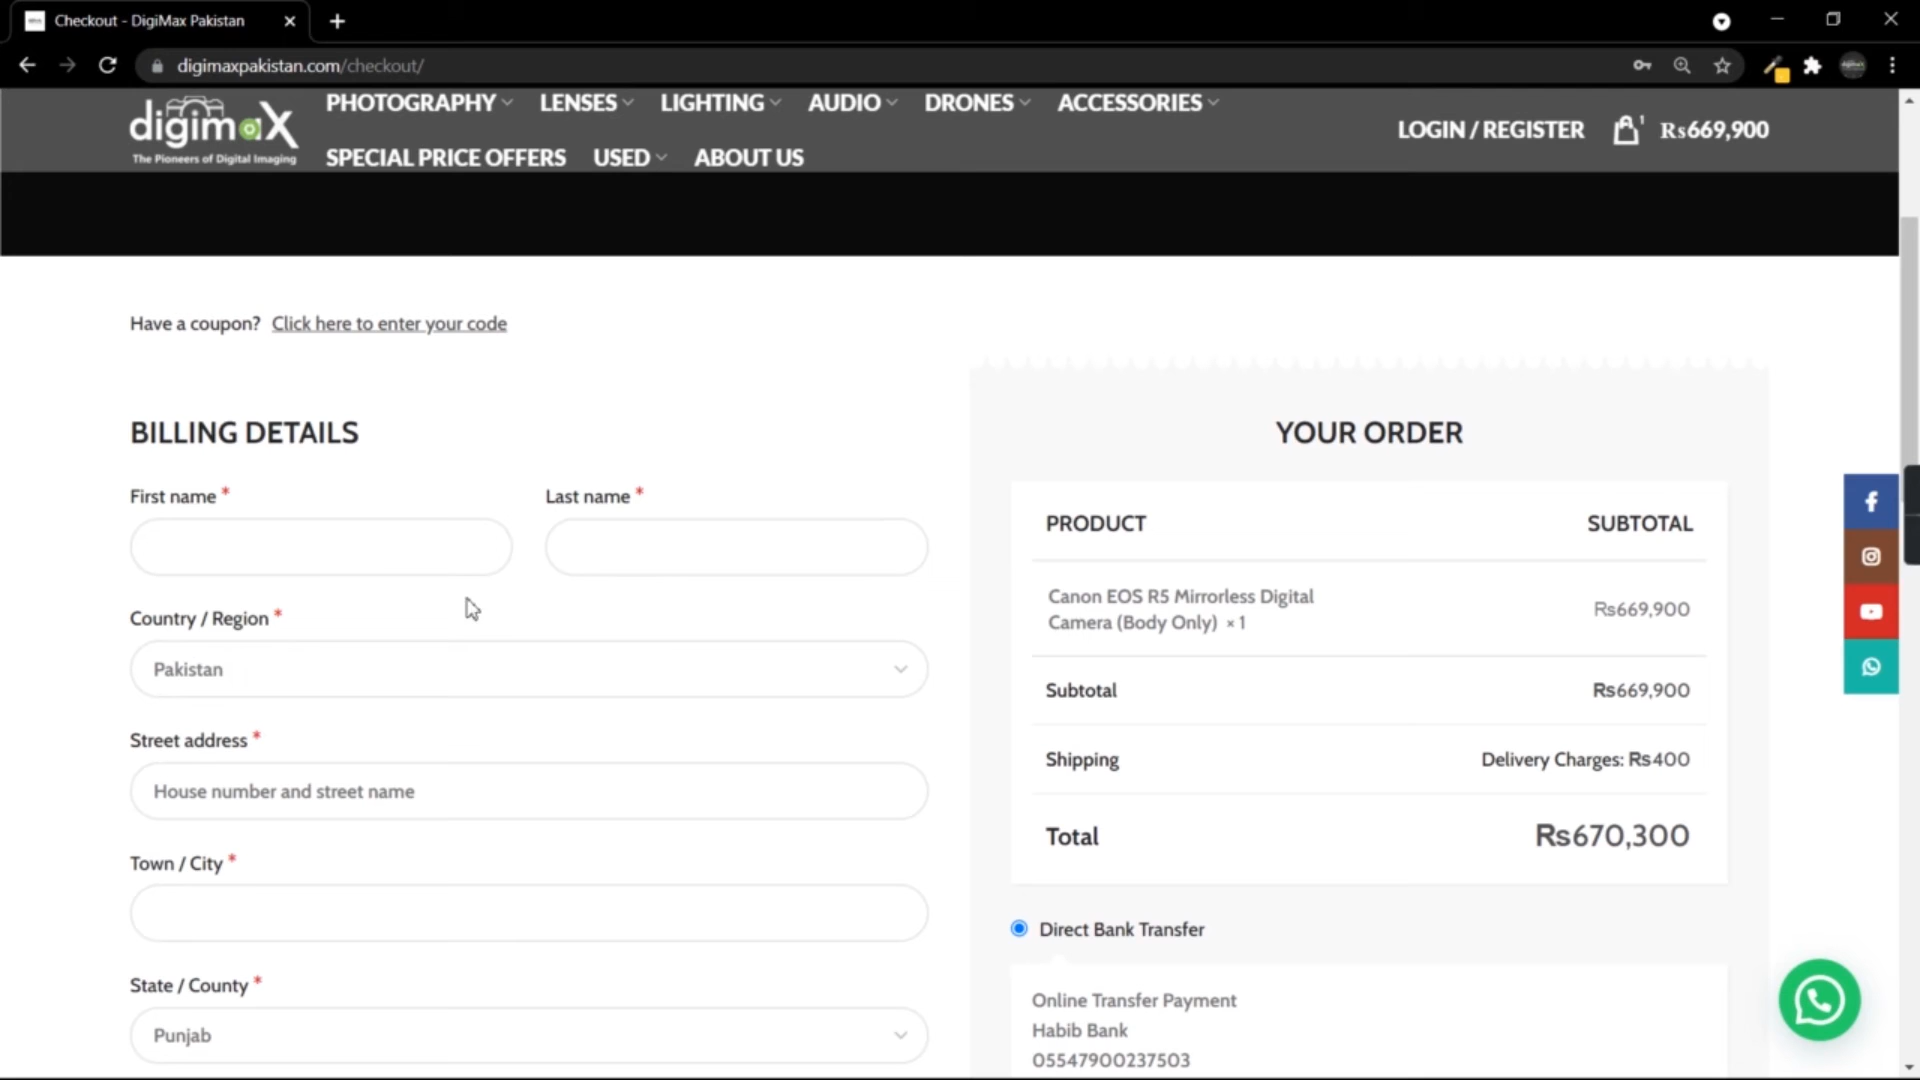 Checkout - DigiMax Pakistan
digimaxpakistan.com/checkout/
digimax
The Pioneers of Digital Imaging
PHOTOGRAPHY LENSES LIGHTING AUDIO DRONES ACCESSORIES
SPECIAL PRICE OFFERS USED ABOUT US
LOGIN / REGISTER 1 Rs669,900
Have a coupon? Click here to enter your code
BILLING DETAILS
First name * Last name *
Country / Region *
Pakistan
Street address *
House number and street name
Town / City *
State / County *
Punjab
YOUR ORDER
PRODUCT SUBTOTAL
Canon EOS R5 Mirrorless Digital
Camera (Body Only) × 1 Rs669,900
Subtotal Rs669,900
Shipping Delivery Charges: Rs400
Total Rs670,300
Direct Bank Transfer
Online Transfer Payment
Habib Bank
05547900237503